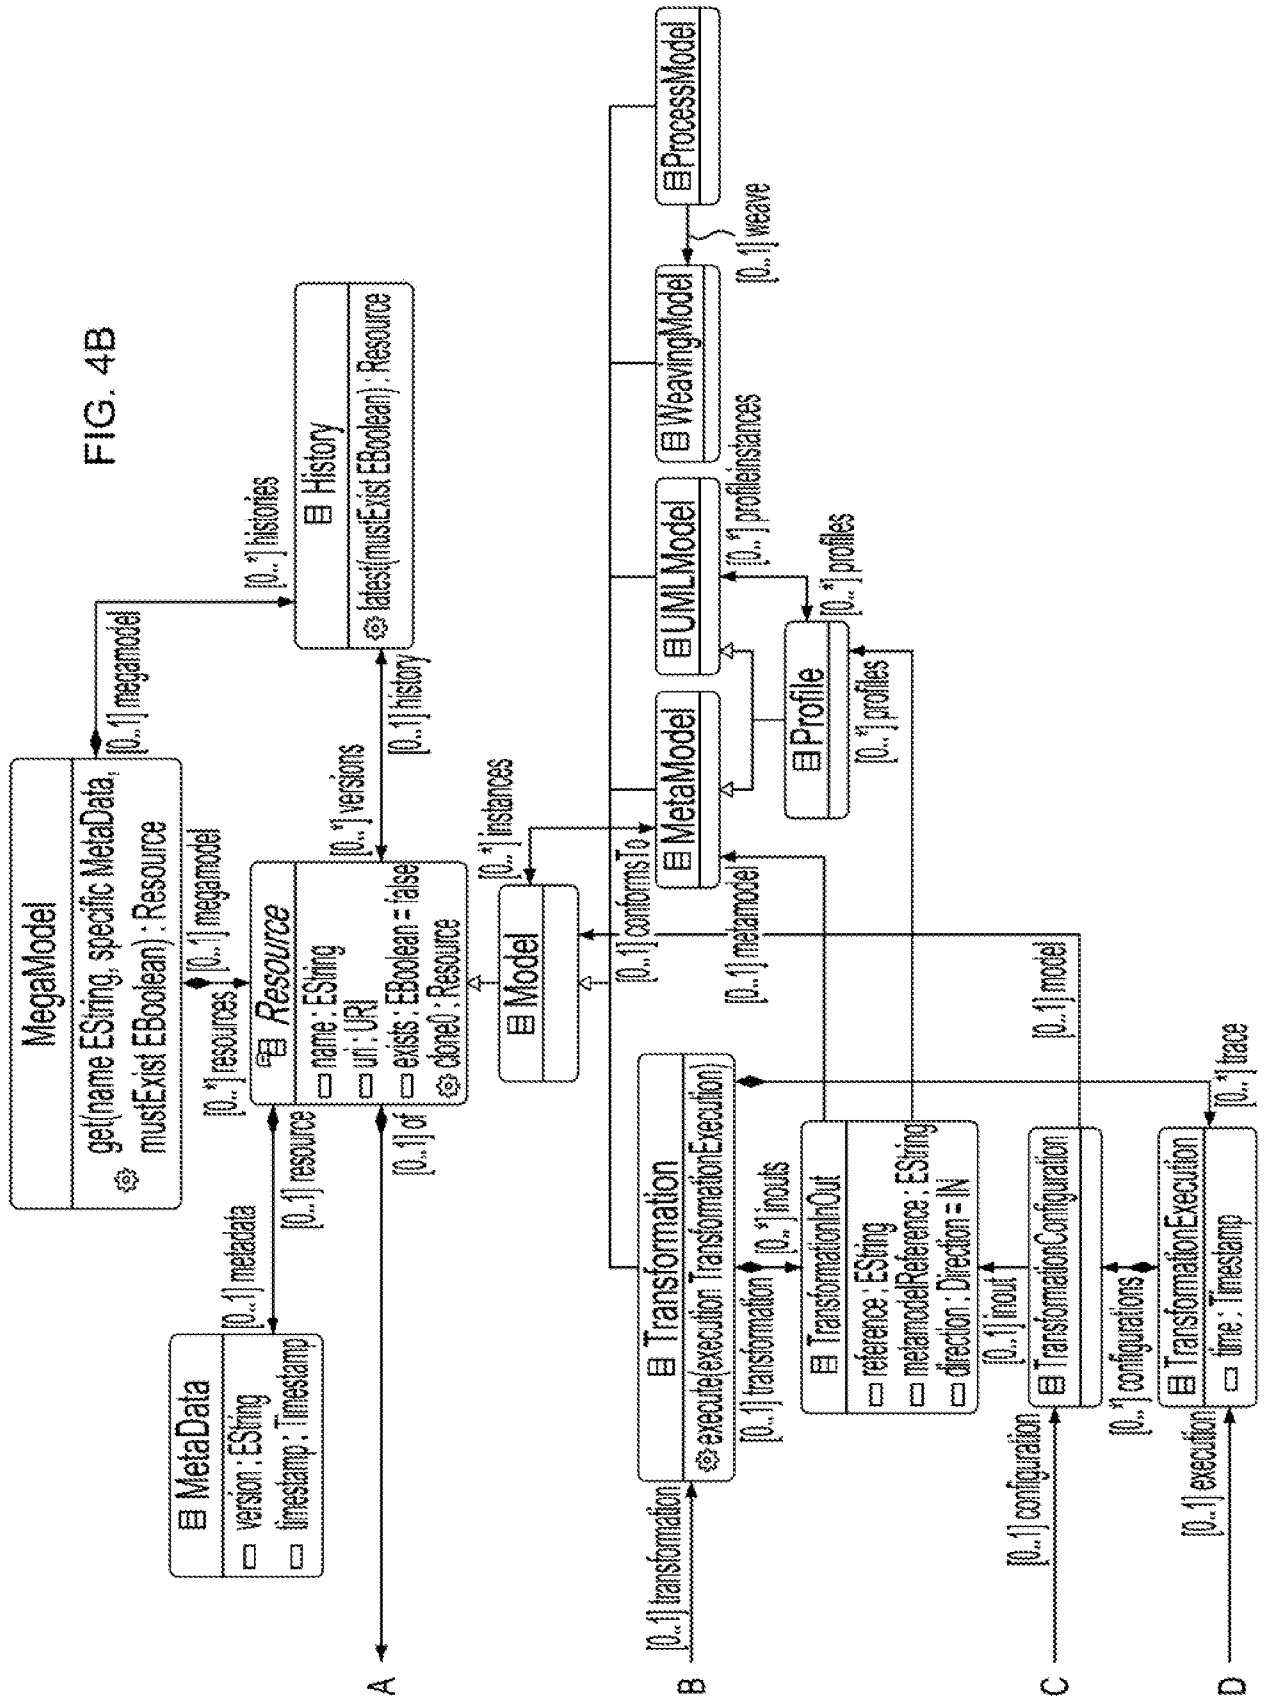 FIG. 4B
MegaModel
get(name EString, specific MetaData,
mustExist EBoolean) : Resource
[0..1] megamodel
[0..*] histories
History
latest(mustExist EBoolean) : Resource
[0..*] resources
[0..1] megamodel
MetaData
version : EString
timestamp : Timestamp
[0..1] metadata
[0..1] resource
Resource
name : EString
uri : URI
exists : EBoolean = false
clone() : Resource
[0..*] versions
[0..1] history
[0..1] of
A
Model
[0..*] instances
[0..1] conformsTo
MetaModel
UMLModel
WeavingModel
ProcessModel
[0..1] weave
[0..*] profileinstances
[0..*] profiles
Profile
[0..*] profiles
[0..1] metamodel
[0..1] transformation
B
Transformation
execute(execution TransformationExecution)
[0..1] transformation
[0..*] inouts
TransformationInOut
reference : EString
metamodelReference : EString
direction : Direction = IN
[0..1] inout
[0..1] model
[0..1] configuration
C
TransformationConfiguration
[0..*] configurations
[0..*] trace
TransformationExecution
time : Timestamp
[0..1] execution
D